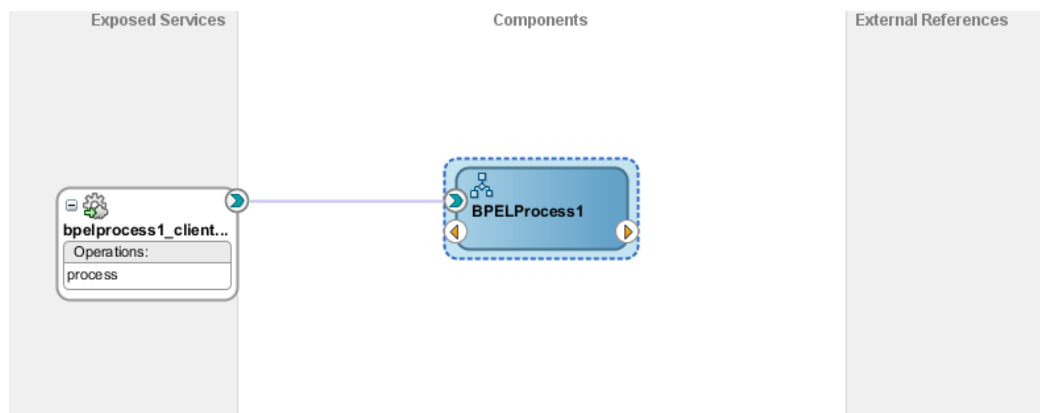 Exposed Services
Components
External References
bpelprocess1_client...
Operations:
process
BPELProcess1